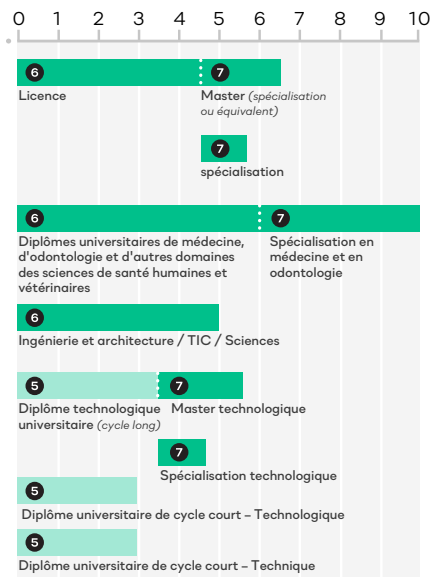 0 1 2 3 4 5 6 7 8 9 10
6 7
Licence
Master (spécialisation
ou équivalent)
7
spécialisation
6 7
Diplômes universitaires de médecine,
d'odontologie et d'autres domaines
des sciences de santé humaines et
vétérinaires
Spécialisation en
médecine et en
odontologie
6
Ingénierie et architecture / TIC / Sciences
5 7
Diplôme technologique
universitaire (cycle long)
Master technologique
7
Spécialisation technologique
5
Diplôme universitaire de cycle court – Technologique
5
Diplôme universitaire de cycle court – Technique